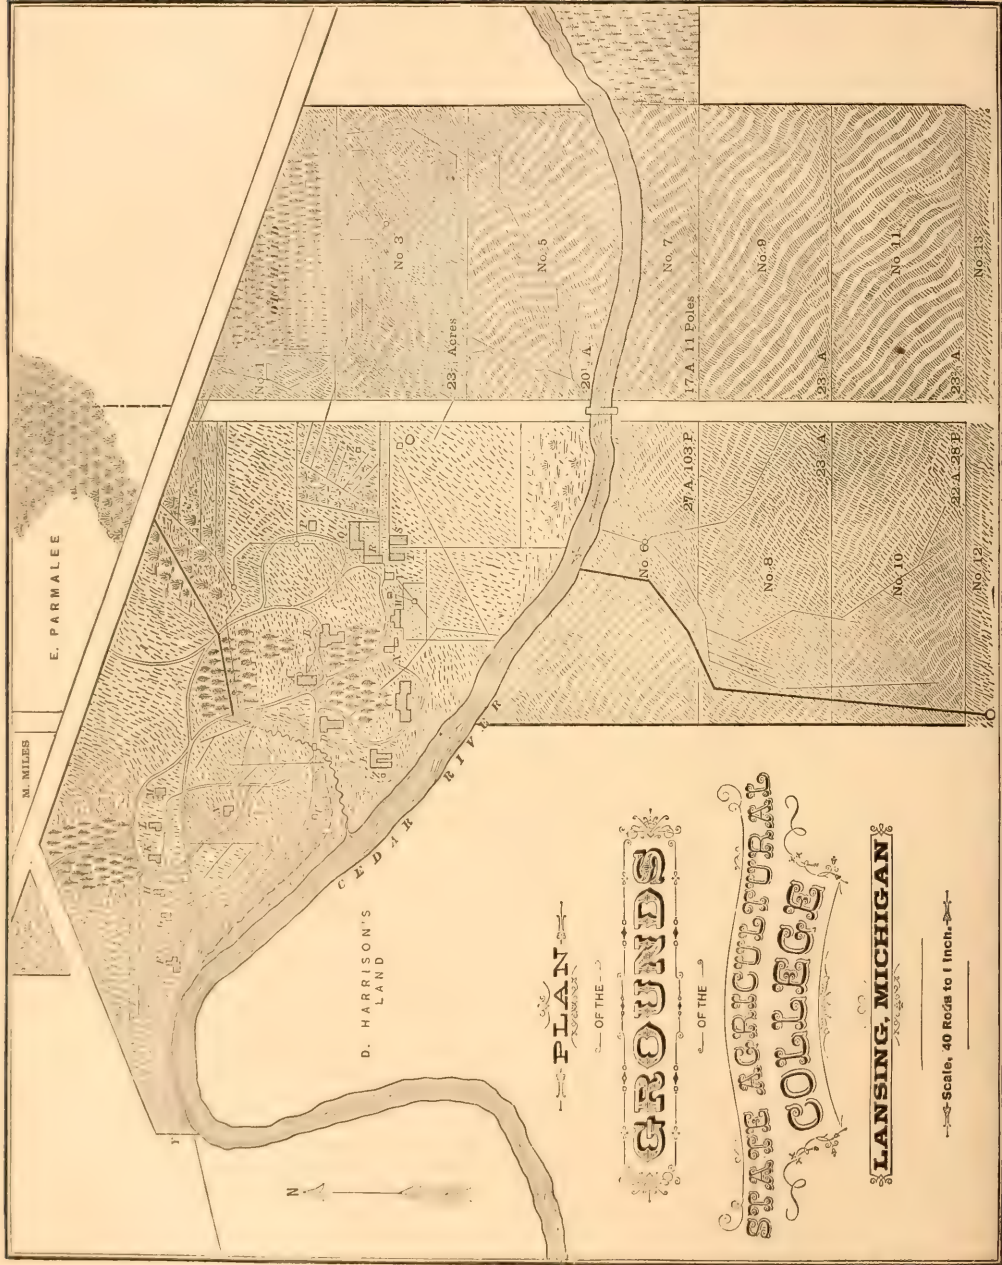 PLAN
OF THE
GROUNDS
OF THE
STATE AGRICULTURAL
COLLEGE
LANSING, MICHIGAN
Scale, 40 Rods to 1 Inch.
N
M. MILES
E. PARMALEE
D. HARRISON'S
LAND
CEDAR RIVER
No. 1
ORCHARD
No 3
23 Acres
No. 5
20 A
No. 7
17 A 11 Poles
No. 9
23 A
No. 11
23 A
No. 13
No. 6
27 A. 103 P.
No. 8
23 A.
No. 10
22 A. 28 P.
No. 12